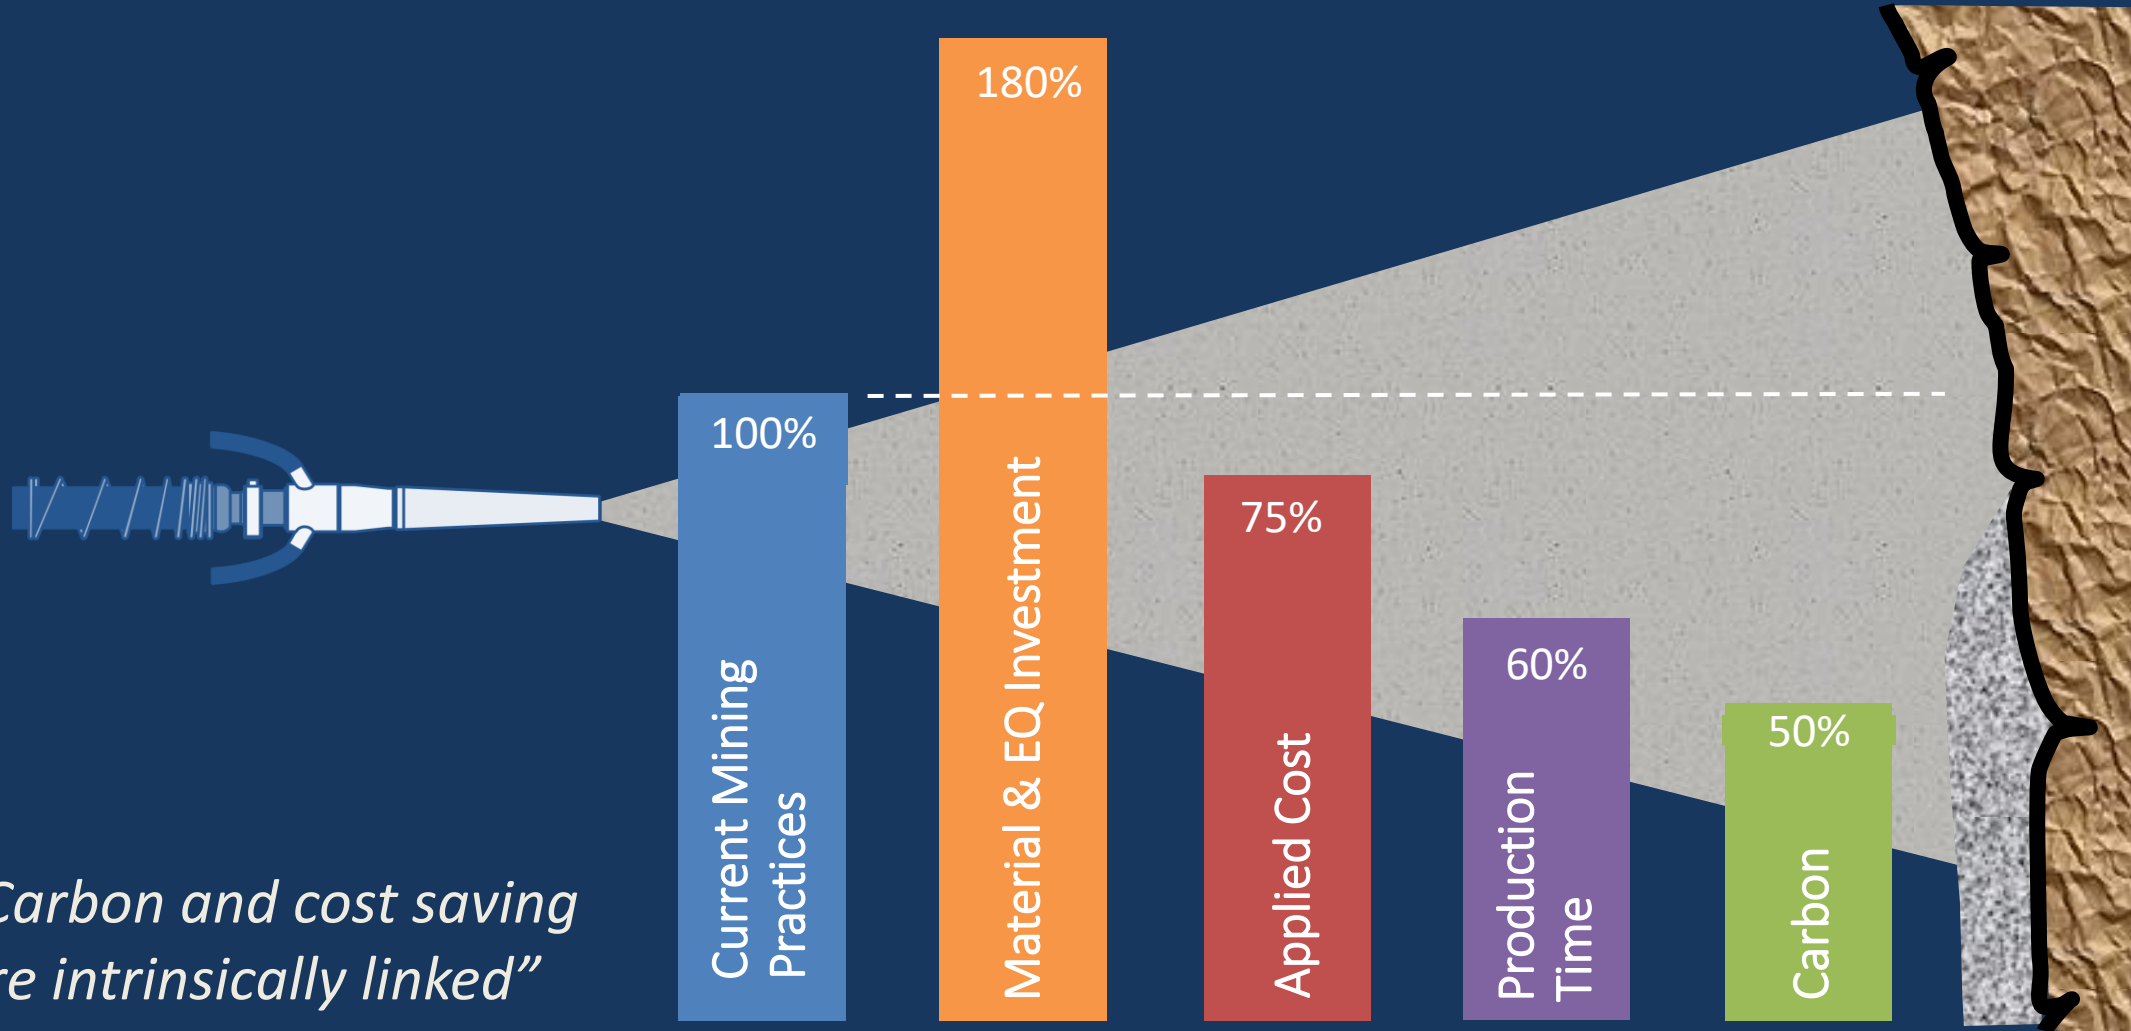 180%
100%
75%
60%
50%
Current Mining
Practices
Material & EQ Investment
Applied Cost
Production
Time
Carbon
Carbon and cost saving
re intrinsically linked”